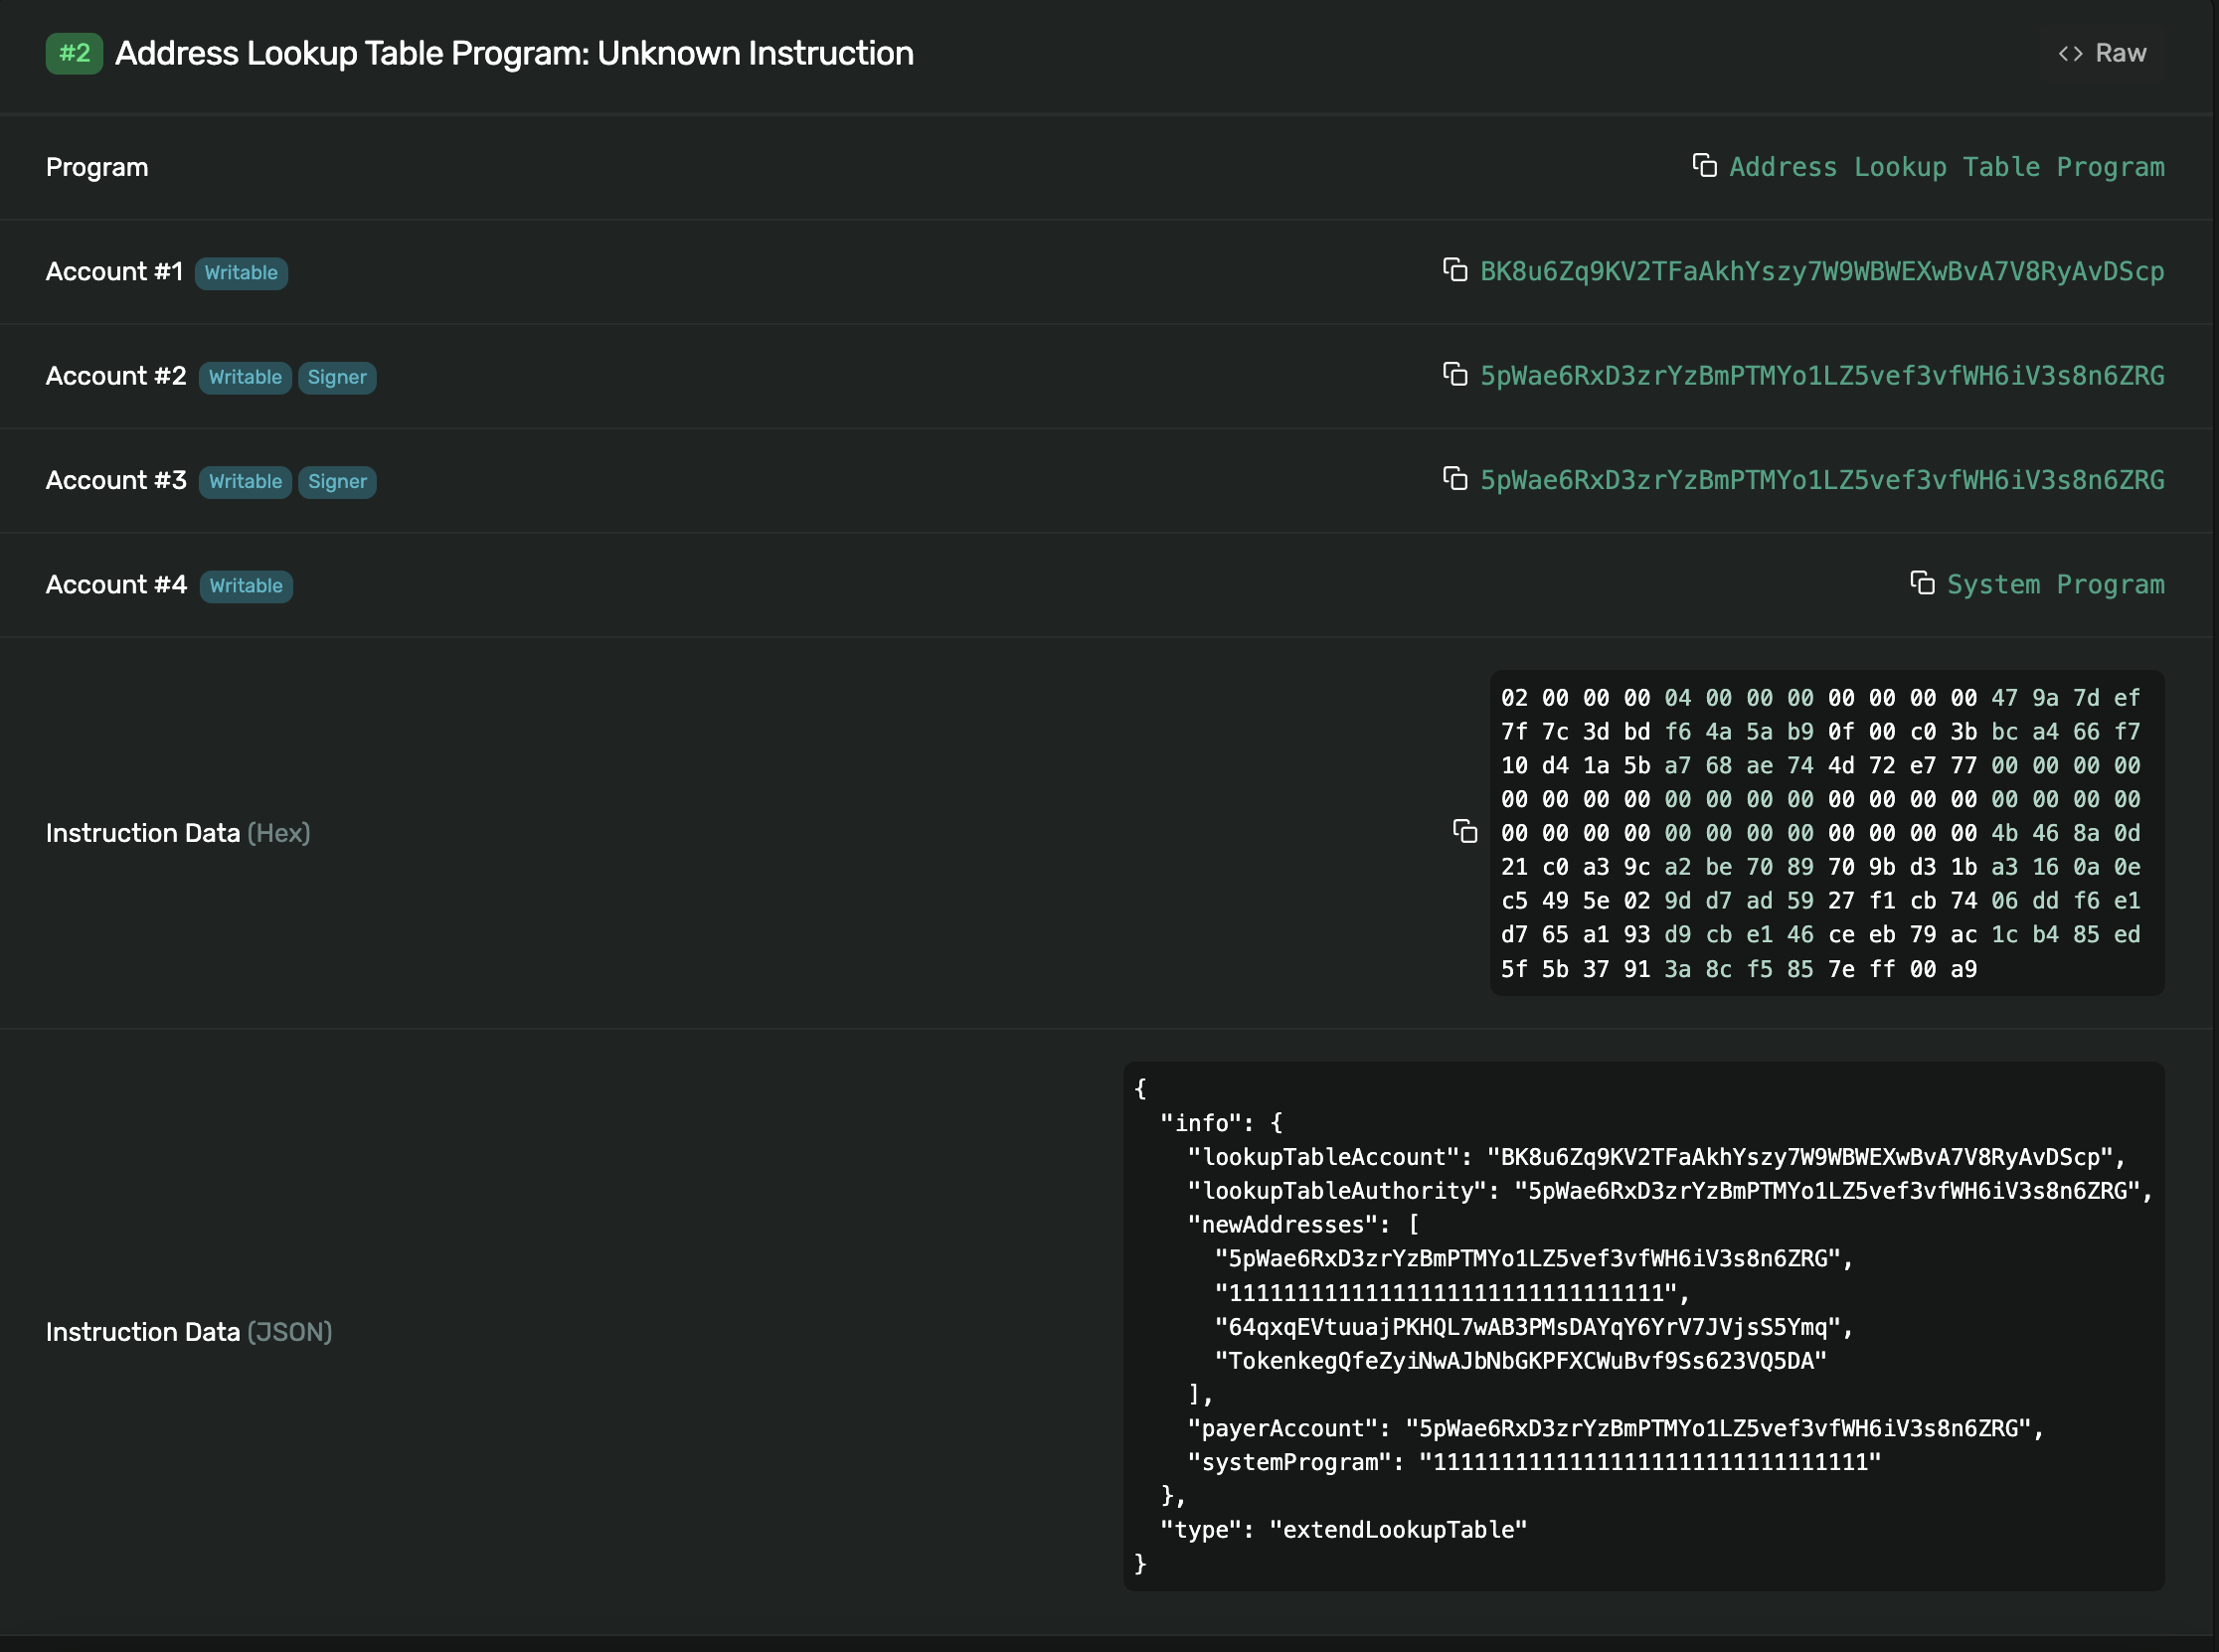 #2 Address Lookup Table Program: Unknown Instruction
<> Raw
Program
Address Lookup Table Program
Account #1 Writable
BK8u6Zq9KV2TFaAkhYszy7W9WBWEXwBvA7V8RyAvDScp
Account #2 Writable Signer
5pWae6RxD3zrYzBmPTMYo1LZ5vef3vfWH6iV3s8n6ZRG
Account #3 Writable Signer
5pWae6RxD3zrYzBmPTMYo1LZ5vef3vfWH6iV3s8n6ZRG
Account #4 Writable
System Program
Instruction Data (Hex)
02 00 00 00 04 00 00 00 00 00 00 00 47 9a 7d ef
7f 7c 3d bd f6 4a 5a b9 0f 00 c0 3b bc a4 66 f7
10 d4 1a 5b a7 68 ae 74 4d 72 e7 77 00 00 00 00
00 00 00 00 00 00 00 00 00 00 00 00 00 00 00 00
00 00 00 00 00 00 00 00 00 00 00 00 4b 46 8a 0d
21 c0 a3 9c a2 be 70 89 70 9b d3 1b a3 16 0a 0e
c5 49 5e 02 9d d7 ad 59 27 f1 cb 74 06 dd f6 e1
d7 65 a1 93 d9 cb e1 46 ce eb 79 ac 1c b4 85 ed
5f 5b 37 91 3a 8c f5 85 7e ff 00 a9
Instruction Data (JSON)
{
"info": {
"lookupTableAccount": "BK8u6Zq9KV2TFaAkhYszy7W9WBWEXwBvA7V8RyAvDScp",
"lookupTableAuthority": "5pWae6RxD3zrYzBmPTMYo1LZ5vef3vfWH6iV3s8n6ZRG",
"newAddresses": [
"5pWae6RxD3zrYzBmPTMYo1LZ5vef3vfWH6iV3s8n6ZRG",
"11111111111111111111111111111111",
"64qxqEVtuuajPKHQL7wAB3PMsDAYqY6YrV7JVjsS5Ymq",
"TokenkegQfeZyiNwAJbNbGKPFXCWuBvf9Ss623VQ5DA"
],
"payerAccount": "5pWae6RxD3zrYzBmPTMYo1LZ5vef3vfWH6iV3s8n6ZRG",
"systemProgram": "11111111111111111111111111111111"
},
"type": "extendLookupTable"
}